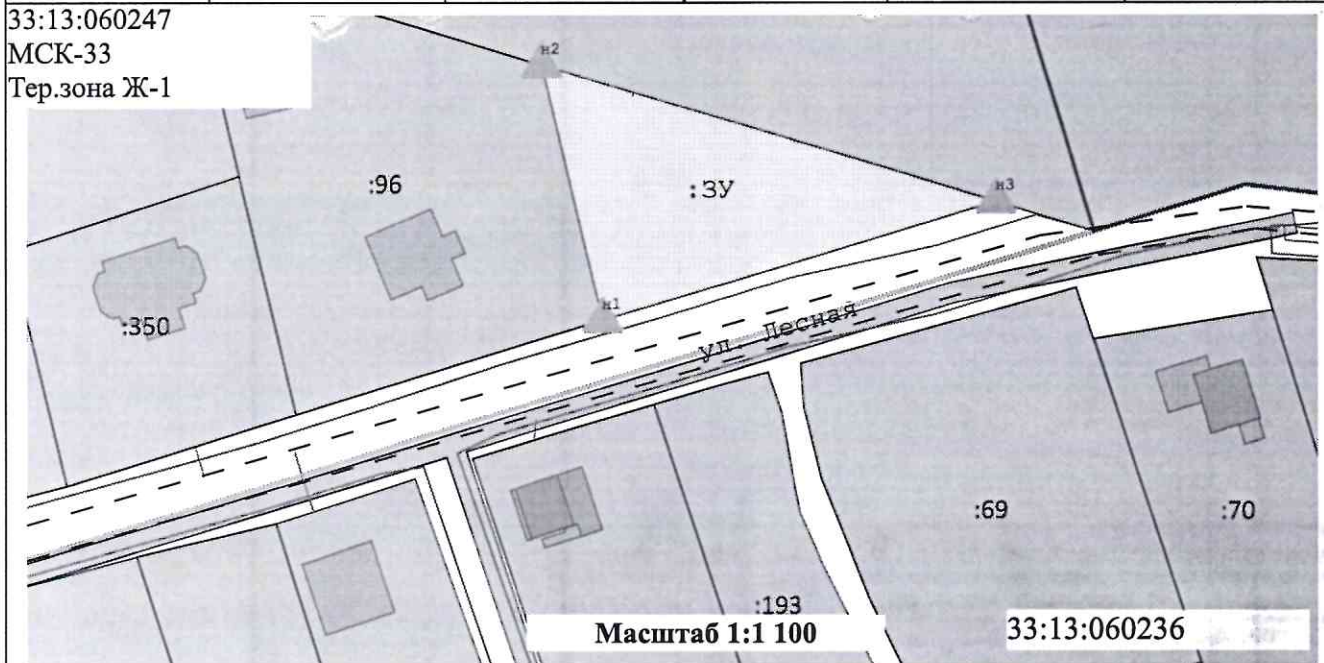 33:13:060247
МСК-33
Тер.зона Ж-1
н2
:96
:ЗУ
н3
н1
:350
ул. Лесная
:69
:70
:193
Масштаб 1:1 100
33:13:060236